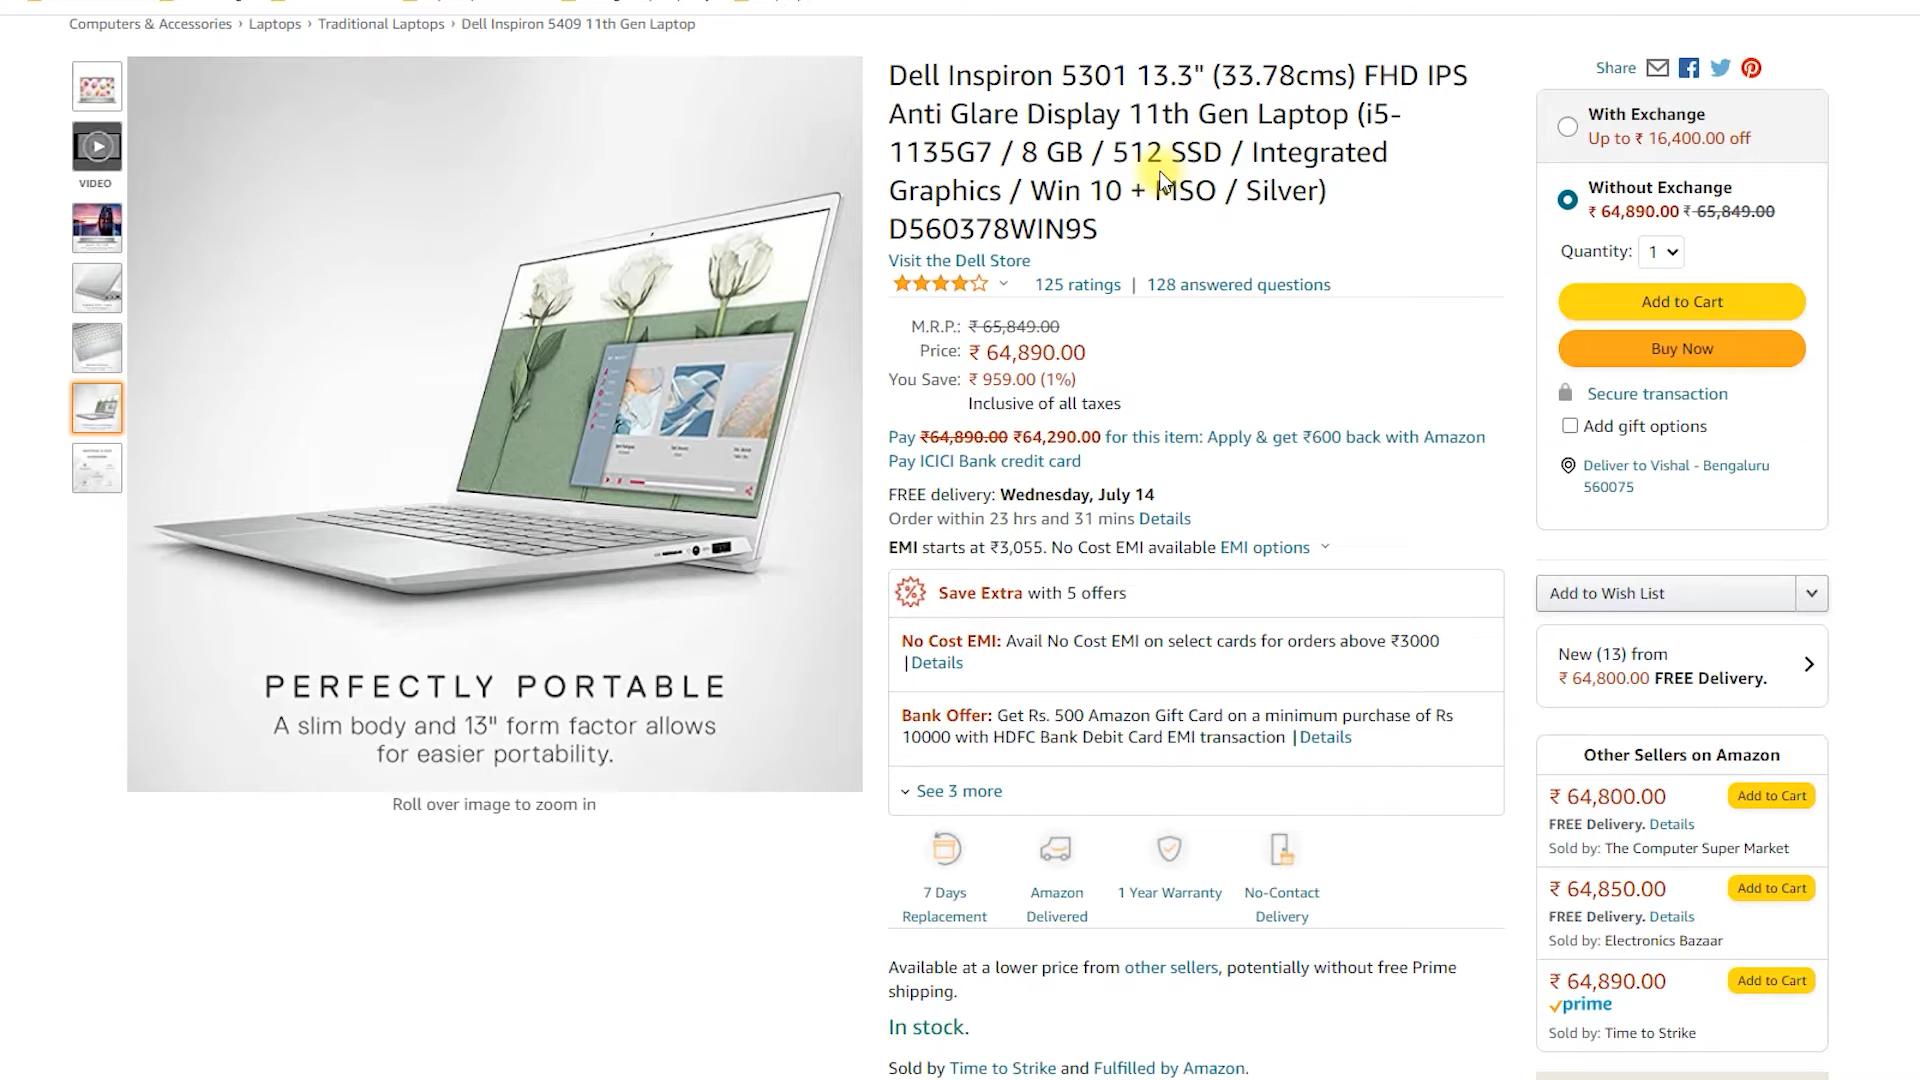 Computers & Accessories › Laptops › Traditional Laptops › Dell Inspiron 5409 11th Gen Laptop
VIDEO
PERFECTLY PORTABLE
A slim body and 13" form factor allows
for easier portability.
Roll over image to zoom in
Dell Inspiron 5301 13.3" (33.78cms) FHD IPS
Anti Glare Display 11th Gen Laptop (i5-
1135G7 / 8 GB / 512 SSD / Integrated
Graphics / Win 10 + MSO / Silver)
D560378WIN9S
Visit the Dell Store
125 ratings | 128 answered questions
M.R.P.: ₹ 65,849.00
Price: ₹ 64,890.00
You Save: ₹ 959.00 (1%)
Inclusive of all taxes
Pay ₹64,890.00 ₹64,290.00 for this item: Apply & get ₹600 back with Amazon
Pay ICICI Bank credit card
FREE delivery: Wednesday, July 14
Order within 23 hrs and 31 mins Details
EMI starts at ₹3,055. No Cost EMI available EMI options
Save Extra with 5 offers
No Cost EMI: Avail No Cost EMI on select cards for orders above ₹3000
|Details
Bank Offer: Get Rs. 500 Amazon Gift Card on a minimum purchase of Rs
10000 with HDFC Bank Debit Card EMI transaction |Details
See 3 more
7 Days
Replacement
Amazon
Delivered
1 Year Warranty
No-Contact
Delivery
Available at a lower price from other sellers, potentially without free Prime
shipping.
In stock.
Sold by Time to Strike and Fulfilled by Amazon.
Share
With Exchange
Up to ₹ 16,400.00 off
Without Exchange
₹ 64,890.00 ₹ 65,849.00
Quantity: 1
Add to Cart
Buy Now
Secure transaction
Add gift options
Deliver to Vishal - Bengaluru
560075
Add to Wish List
New (13) from
₹ 64,800.00 FREE Delivery.
Other Sellers on Amazon
₹ 64,800.00 Add to Cart
FREE Delivery. Details
Sold by: The Computer Super Market
₹ 64,850.00 Add to Cart
FREE Delivery. Details
Sold by: Electronics Bazaar
₹ 64,890.00 Add to Cart
prime
Sold by: Time to Strike